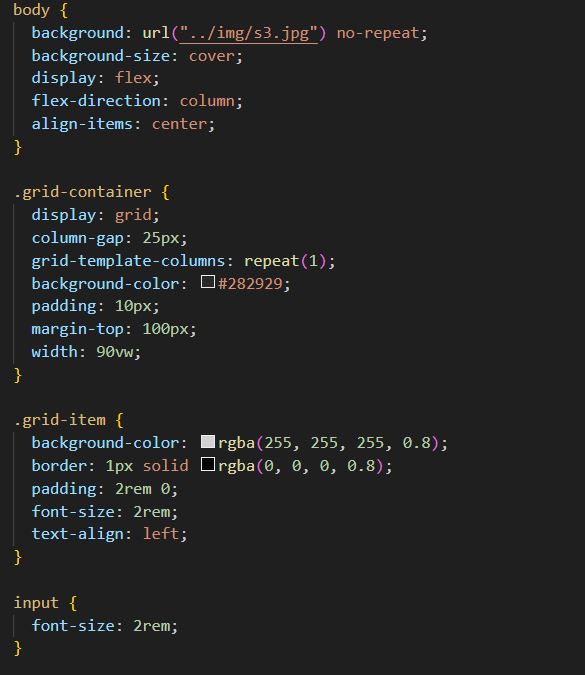 body {
background: url("../img/s3.jpg") no-repeat;
background-size: cover;
display: flex;
flex-direction: column;
align-items: center;
}
.grid-container {
display: grid;
column-gap: 25px;
grid-template-columns: repeat(1);
background-color: #282929;
padding: 10px;
margin-top: 100px;
width: 90vw;
}
.grid-item {
background-color: rgba(255, 255, 255, 0.8);
border: 1px solid rgba(0, 0, 0, 0.8);
padding: 2rem 0;
font-size: 2rem;
text-align: left;
}
input {
font-size: 2rem;
}